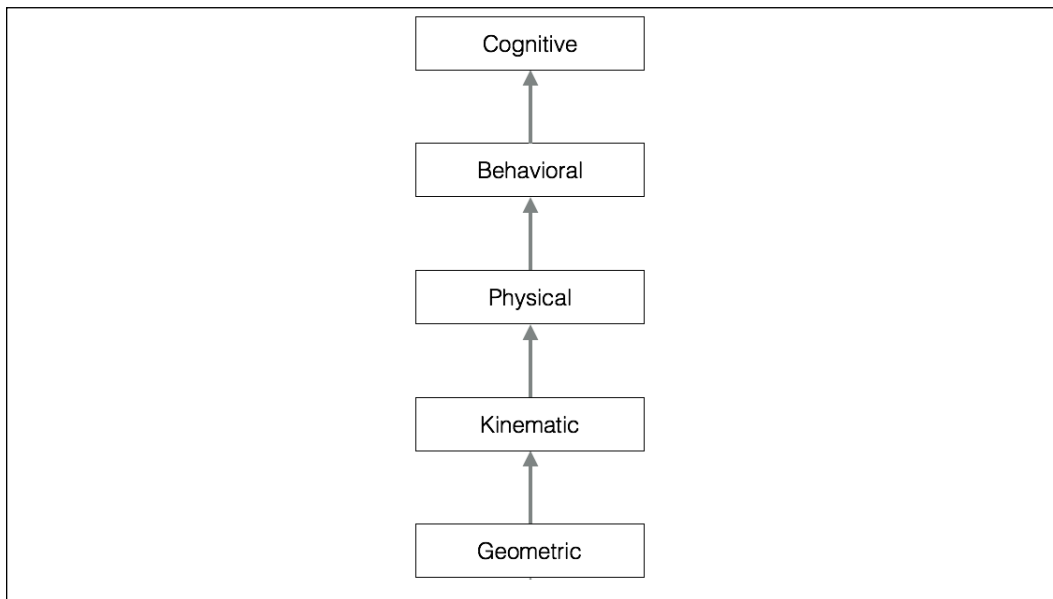 Cognitive
Behavioral
Physical
Kinematic
Geometric